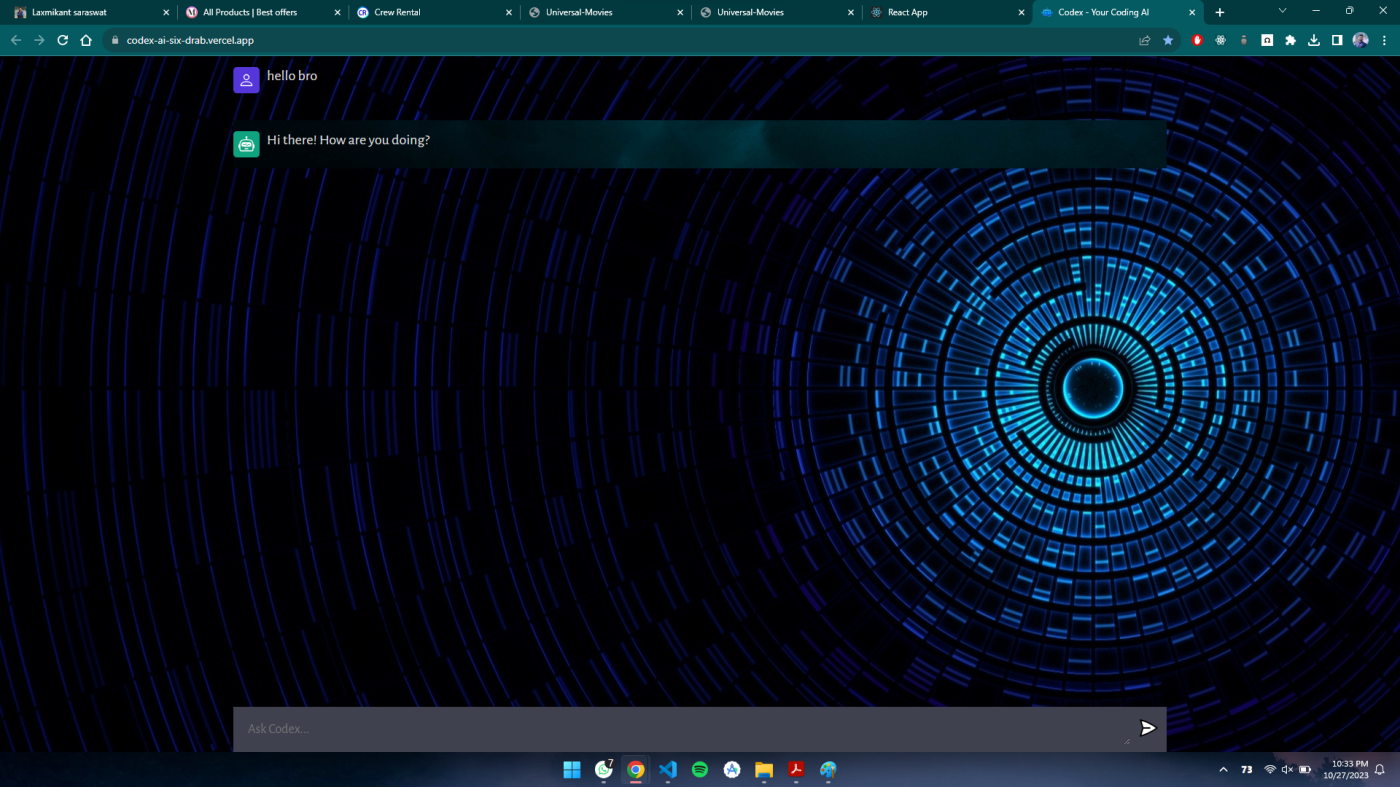 Laxmikant saraswat
All Products | Best offers
CR
Crew Rental
Universal-Movies
Universal-Movies
React App
Codex - Your Coding AI
codex-ai-six-drab.vercel.app
hello bro
Hi there! How are you doing?
Ask Codex...
7
73
10:33 PM
10/27/2023